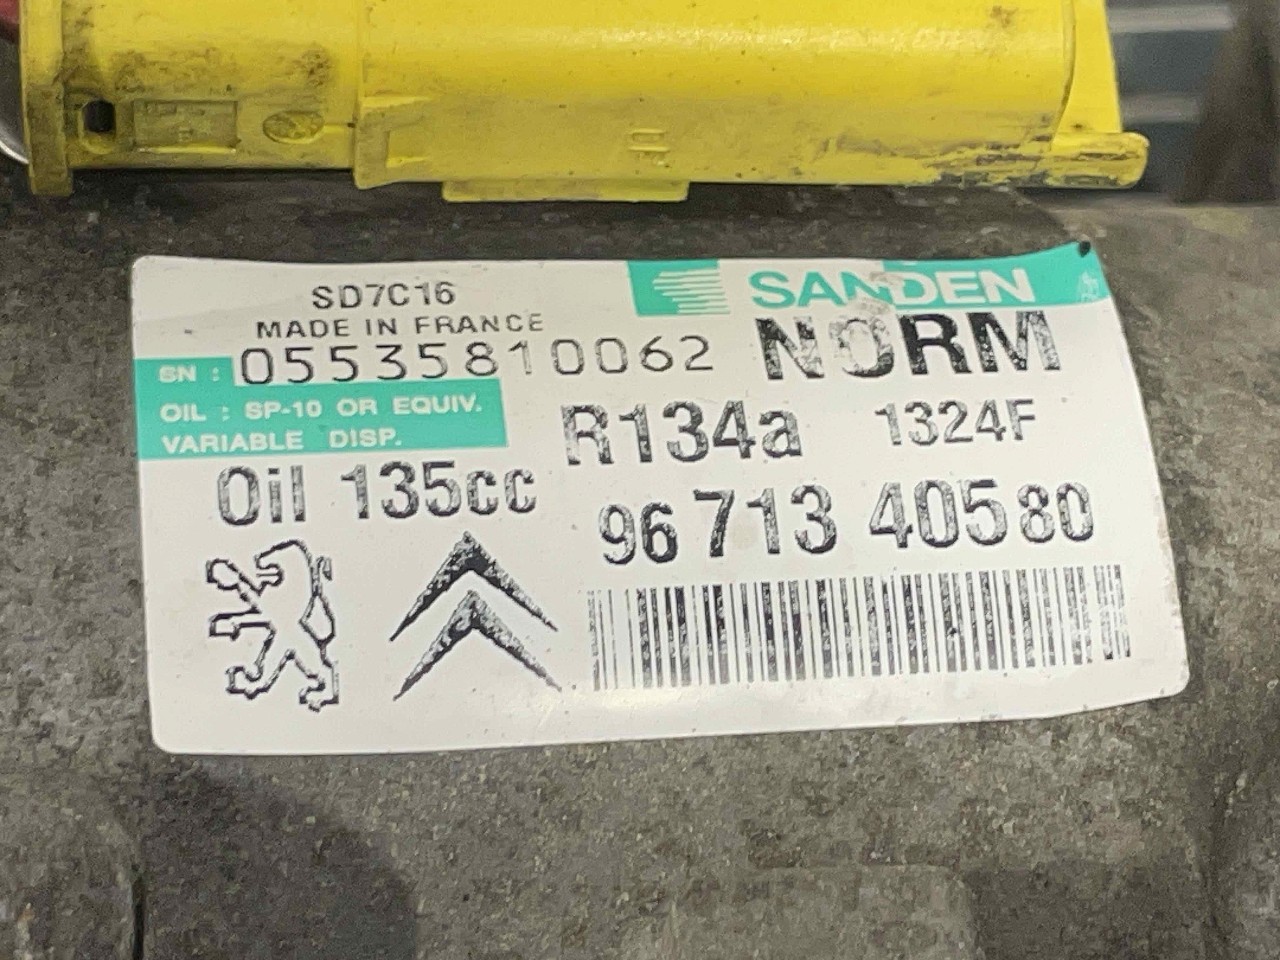 SD7C16
MADE IN FRANCE
SANDEN
SN : 05535810062
NORM
OIL : SP-10 OR EQUIV.
VARIABLE DISP.
R134a 1324F
Oil 135cc
96 713 405 80